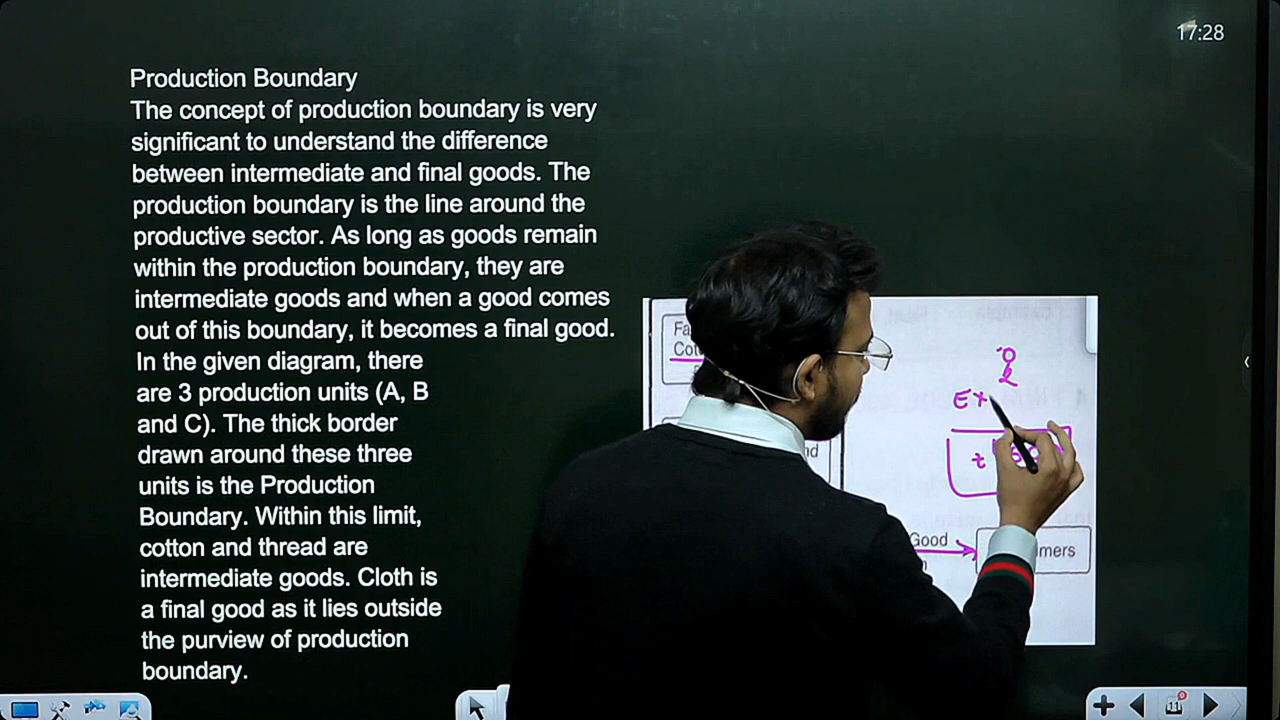 17:28
Production Boundary
The concept of production boundary is very
significant to understand the difference
between intermediate and final goods. The
production boundary is the line around the
productive sector. As long as goods remain
within the production boundary, they are
intermediate goods and when a good comes
out of this boundary, it becomes a final good.
In the given diagram, there
are 3 production units (A, B
and C). The thick border
drawn around these three
units is the Production
Boundary. Within this limit,
cotton and thread are
intermediate goods. Cloth is
a final good as it lies outside
the purview of production
boundary.
Ex
Good
11